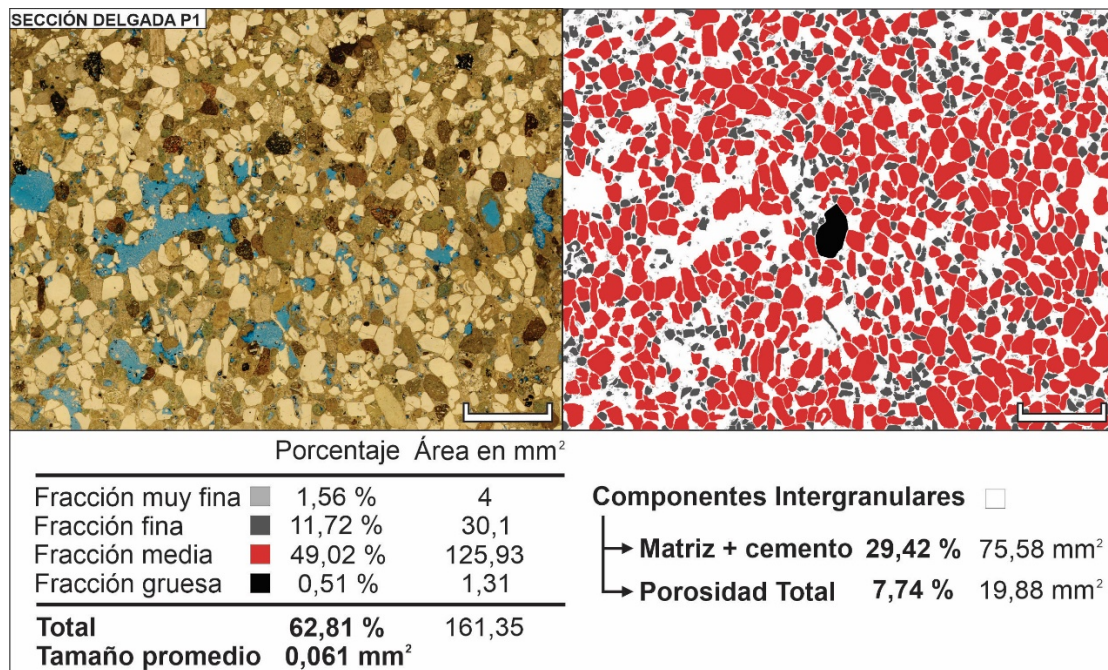 SECCIÓN DELGADA P1
Porcentaje Área en mm²
Fracción muy fina 1,56 % 4
Fracción fina 11,72 % 30,1
Fracción media 49,02 % 125,93
Fracción gruesa 0,51 % 1,31
Total 62,81 % 161,35
Tamaño promedio 0,061 mm²
Componentes Intergranulares
Matriz + cemento 29,42 % 75,58 mm²
Porosidad Total 7,74 % 19,88 mm²